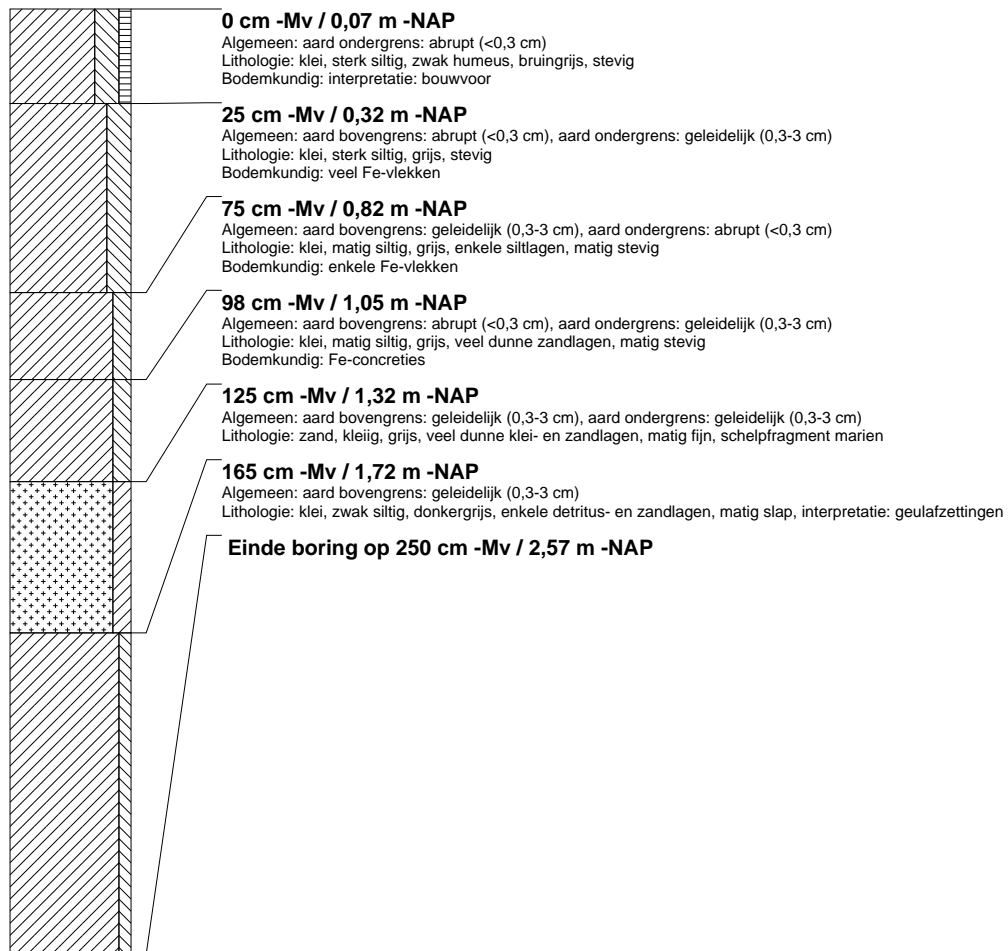 0 cm -Mv / 0,07 m -NAP
Algemeen: aard ondergrens: abrupt (<0,3 cm)
Lithologie: klei, sterk siltig, zwak humeus, bruingrijs, stevig
Bodemkundig: interpretatie: bouwvoor
25 cm -Mv / 0,32 m -NAP
Algemeen: aard bovengrens: abrupt (<0,3 cm), aard ondergrens: geleidelijk (0,3-3 cm)
Lithologie: klei, sterk siltig, grijs, stevig
Bodemkundig: veel Fe-vlekken
75 cm -Mv / 0,82 m -NAP
Algemeen: aard bovengrens: geleidelijk (0,3-3 cm), aard ondergrens: abrupt (<0,3 cm)
Lithologie: klei, matig siltig, grijs, enkele siltlagen, matig stevig
Bodemkundig: enkele Fe-vlekken
98 cm -Mv / 1,05 m -NAP
Algemeen: aard bovengrens: abrupt (<0,3 cm), aard ondergrens: geleidelijk (0,3-3 cm)
Lithologie: klei, matig siltig, grijs, veel dunne zandlagen, matig stevig
Bodemkundig: Fe-concreties
125 cm -Mv / 1,32 m -NAP
Algemeen: aard bovengrens: geleidelijk (0,3-3 cm), aard ondergrens: geleidelijk (0,3-3 cm)
Lithologie: zand, kleiig, grijs, veel dunne klei- en zandlagen, matig fijn, schelpfragment marien
165 cm -Mv / 1,72 m -NAP
Algemeen: aard bovengrens: geleidelijk (0,3-3 cm)
Lithologie: klei, zwak siltig, donkergrijs, enkele detritus- en zandlagen, matig slap, interpretatie: geulafzettingen
Einde boring op 250 cm -Mv / 2,57 m -NAP